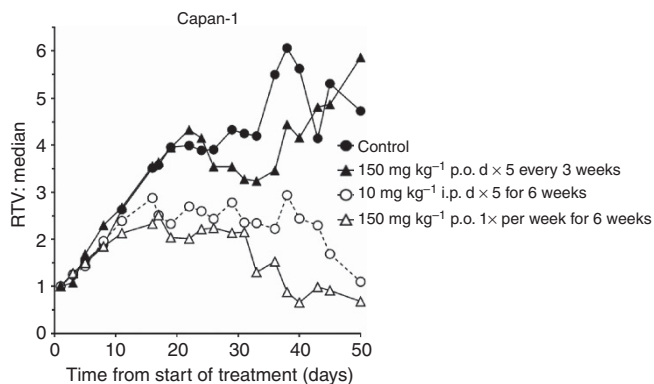 Capan-1
6
5
4
3
2
1
0
RTV: median
0
10
20
30
40
50
Time from start of treatment (days)
Control
150 mg kg⁻¹ p.o. d × 5 every 3 weeks
10 mg kg⁻¹ i.p. d × 5 for 6 weeks
150 mg kg⁻¹ p.o. 1× per week for 6 weeks